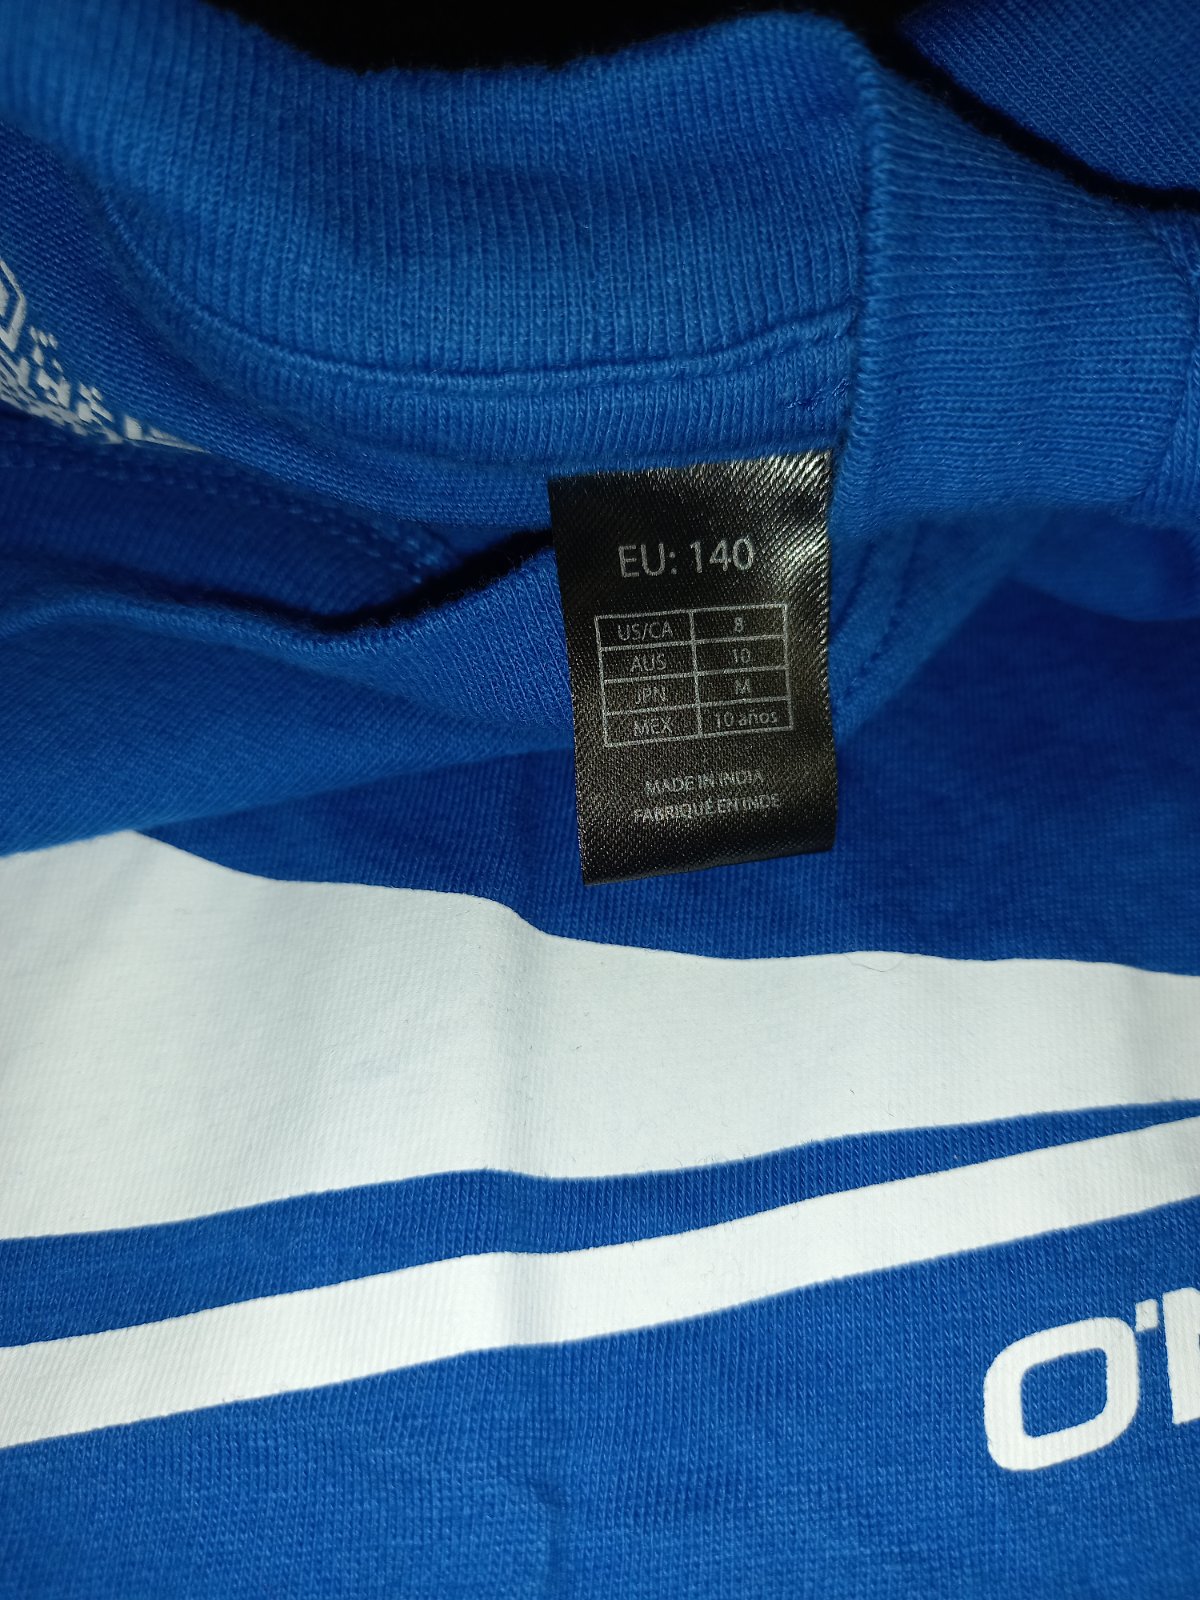 EU: 140
US/CA 8
AUS 10
JPN M
MEX 10 años
MADE IN INDIA
FABRIQUÉ EN INDE
O'